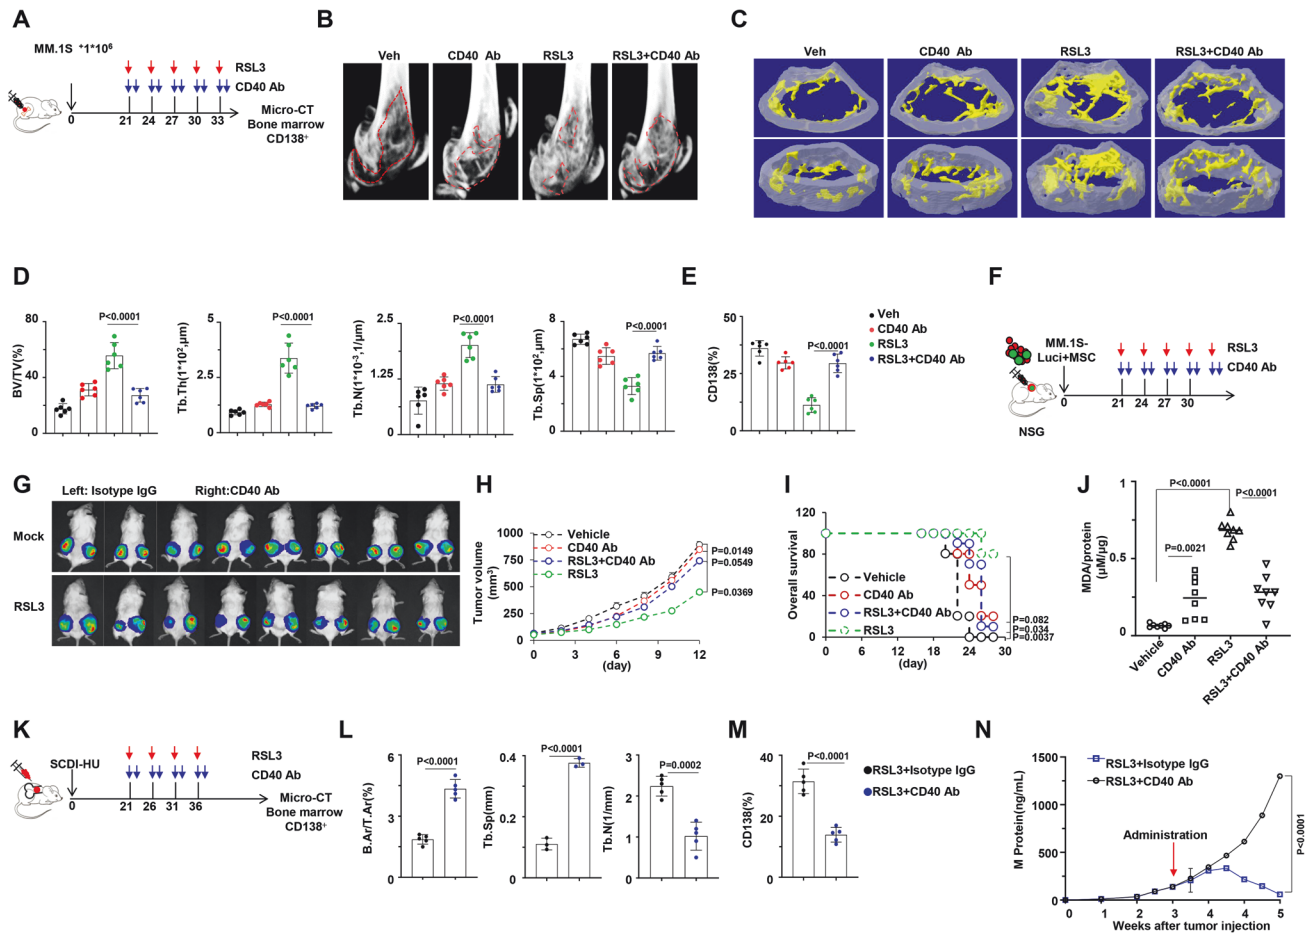 A
MM.1S +1*10⁶
RSL3
CD40 Ab
0
21 24 27 30 33
Micro-CT
Bone marrow
CD138⁺
B
Veh CD40 Ab RSL3 RSL3+CD40 Ab
C
Veh CD40 Ab RSL3 RSL3+CD40 Ab
D
BV/TV(%)
80
40
0
P<0.0001
Tb.Th(1*10²,µm)
5
2.5
0
P<0.0001
Tb.N(1*10⁻³,1/µm)
2.5
1.25
0
P<0.0001
Tb.Sp(1*10²,µm)
8
4
0
P<0.0001
E
CD138(%)
50
25
0
P<0.0001
Veh
CD40 Ab
RSL3
RSL3+CD40 Ab
F
MM.1S-
Luci+MSC
RSL3
CD40 Ab
0
21 24 27 30
NSG
G
Left: Isotype IgG Right:CD40 Ab
Mock
RSL3
H
Tumor volume
(mm³)
1000
750
500
250
0
Vehicle
CD40 Ab
RSL3+CD40 Ab
RSL3
P=0.0149
P=0.0549
P=0.0369
0 3 6 9 12
(day)
I
Overall survival
120
80
40
0
Vehicle
CD40 Ab
RSL3+CD40 Ab
RSL3
P=0.082
P=0.034
P=0.0037
0 6 12 18 24 30
(day)
J
MDA/protein
(µM/µg)
1
0.5
0
P<0.0001
P<0.0001
P=0.0021
Vehicle
CD40 Ab
RSL3
RSL3+CD40 Ab
K
SCDI-HU
RSL3
CD40 Ab
0
21 26 31 36
Micro-CT
Bone marrow
CD138⁺
L
B.Ar/T.Ar(%)
6
3
0
P<0.0001
Tb.Sp(mm)
0.4
0.2
0
P<0.0001
Tb.N(1/mm)
3
2
1
0
P=0.0002
M
CD138(%)
40
20
0
P<0.0001
RSL3+Isotype IgG
RSL3+CD40 Ab
N
M Protein(ng/mL)
1500
1000
500
0
RSL3+Isotype IgG
RSL3+CD40 Ab
Administration
P<0.0001
0 1 2 3 4 4 5
Weeks after tumor injection